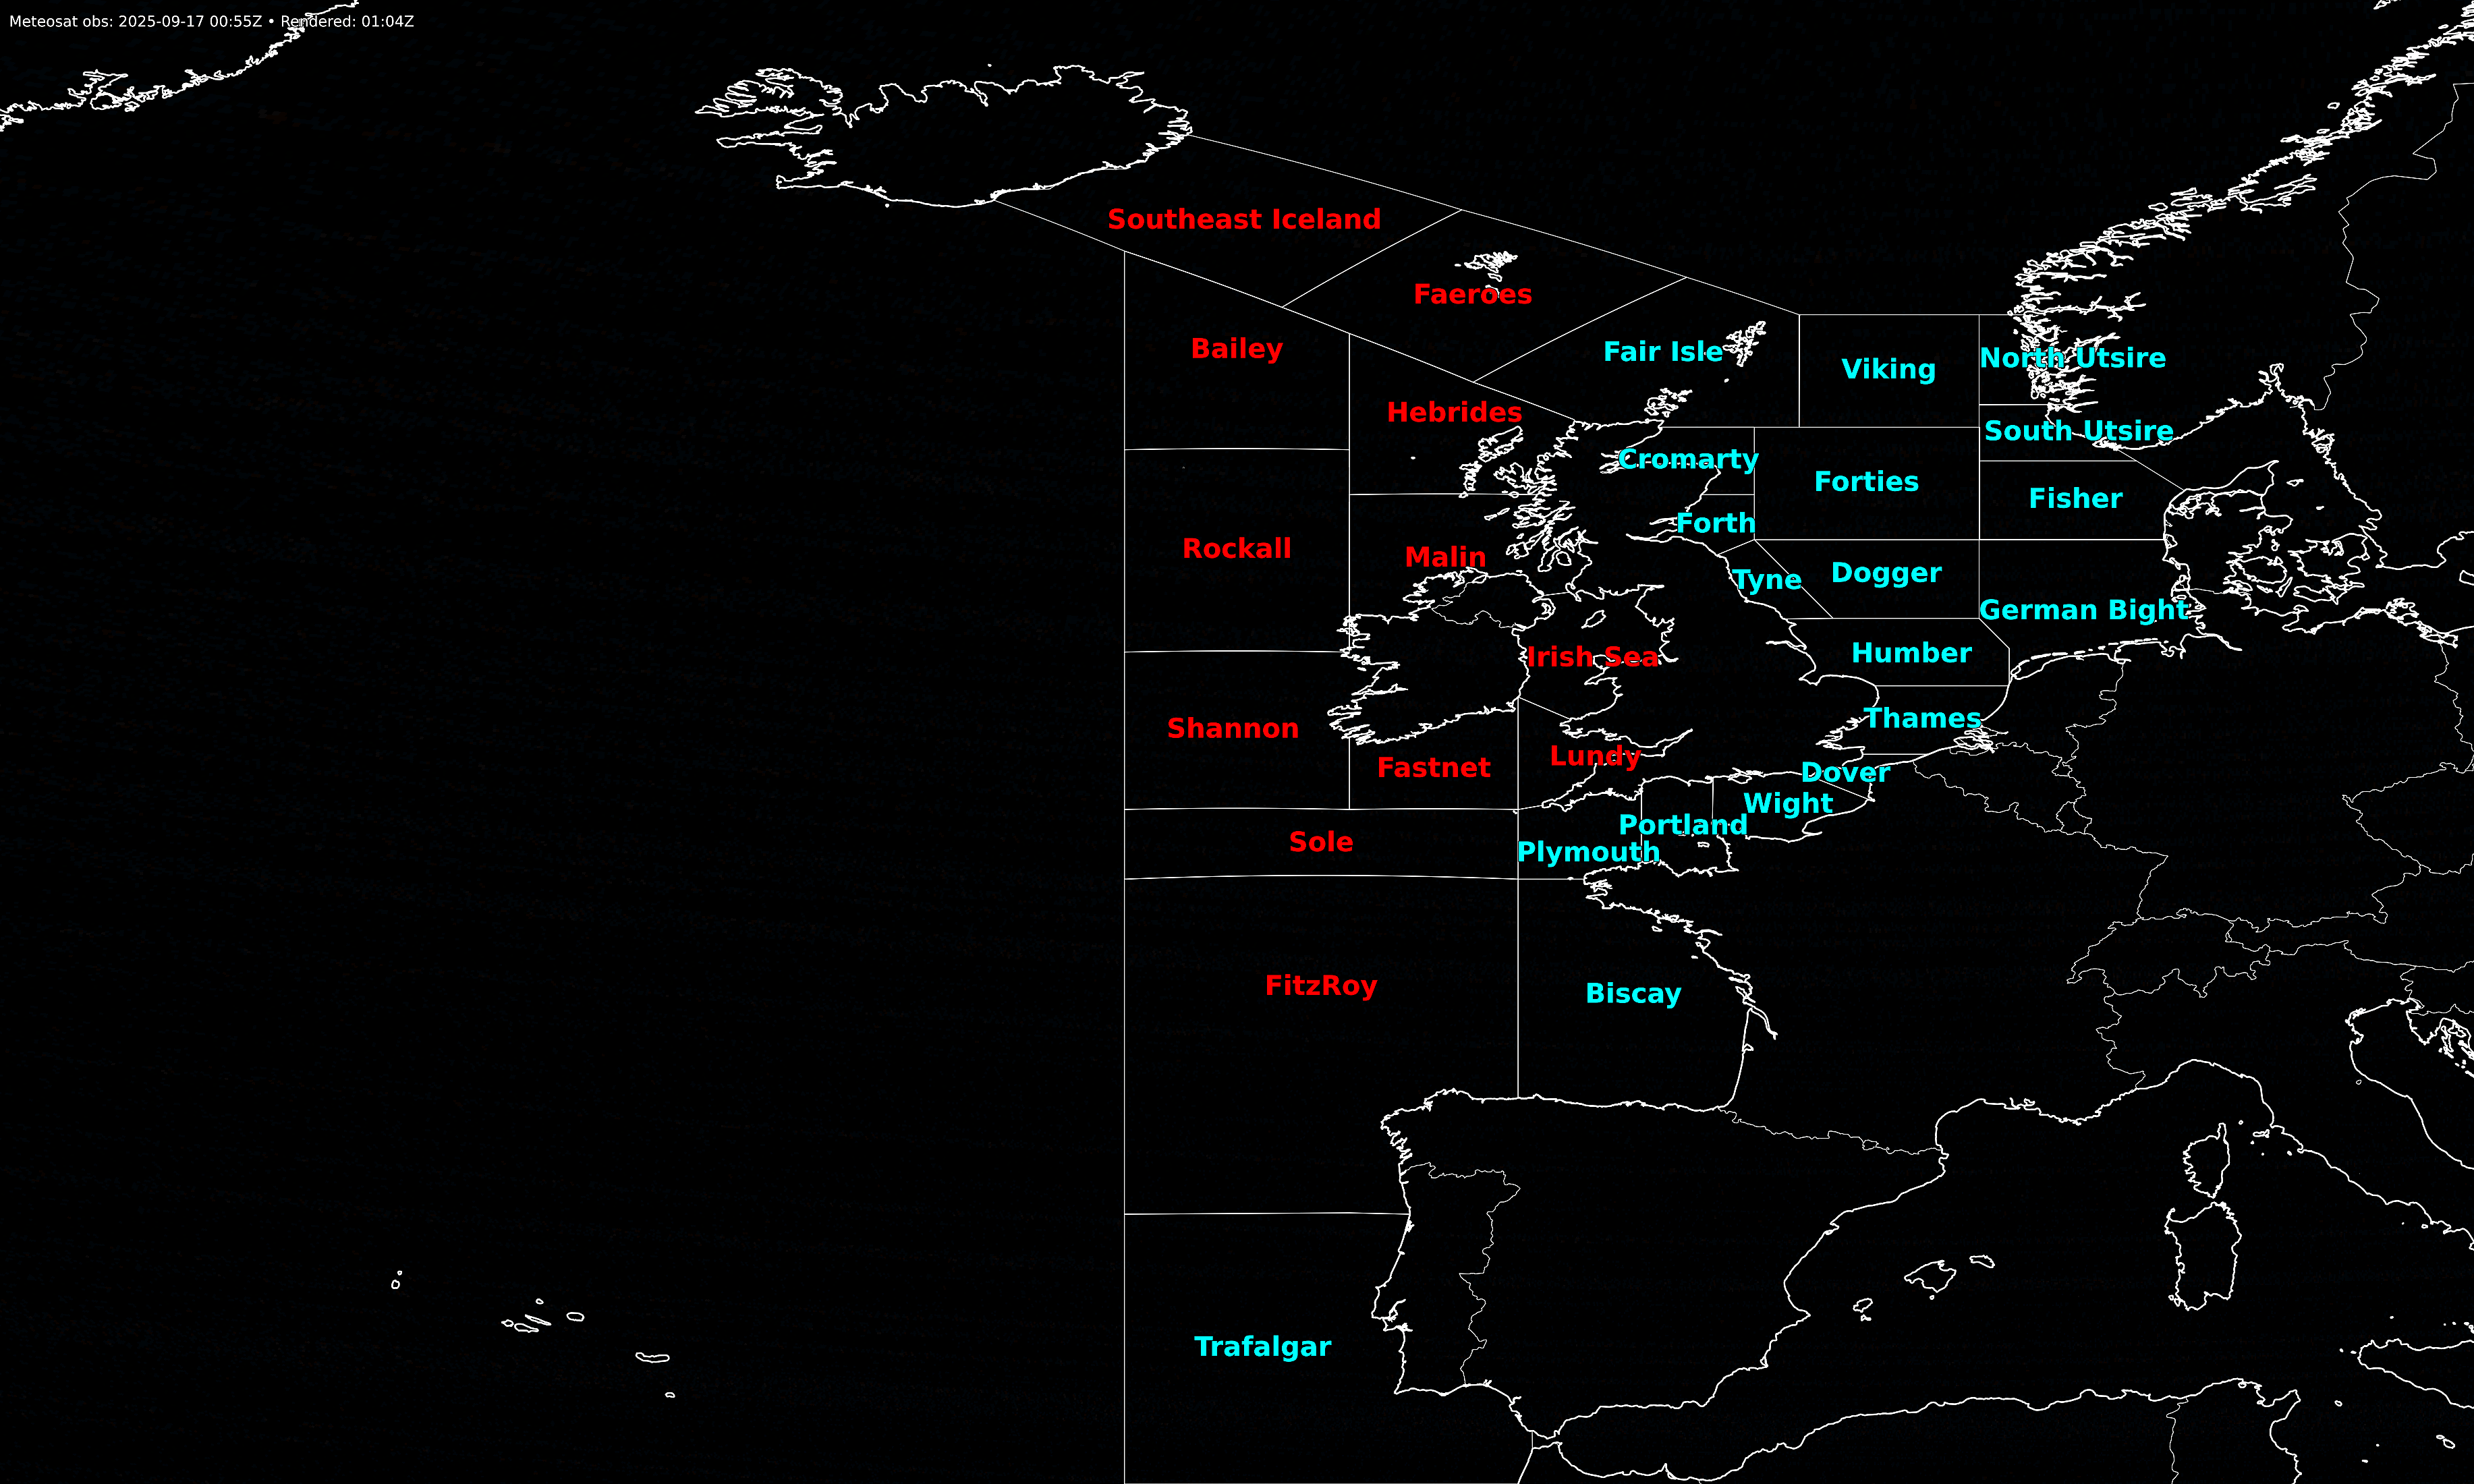 Meteosat obs: 2025-09-17 00:55Z • Rendered: 01:04Z
Southeast Iceland
Faeroes
Bailey
Fair Isle
Viking
North Utsire
Hebrides
South Utsire
Cromarty
Forties
Fisher
Forth
Rockall
Malin
Tyne
Dogger
German Bight
Irish Sea
Humber
Shannon
Thames
Fastnet
Lundy
Dover
Wight
Portland
Sole
Plymouth
FitzRoy
Biscay
Trafalgar